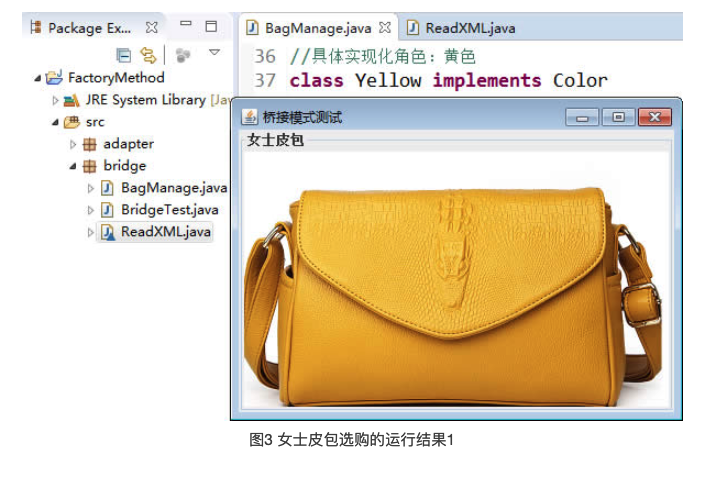 Package Ex...
BagManage.java
ReadXML.java
36 //具体实现化角色：黄色
37 class Yellow implements Color
FactoryMethod
JRE System Library [Jav
src
adapter
bridge
BagManage.java
BridgeTest.java
ReadXML.java
桥接模式测试
女士皮包
图3 女士皮包选购的运行结果1